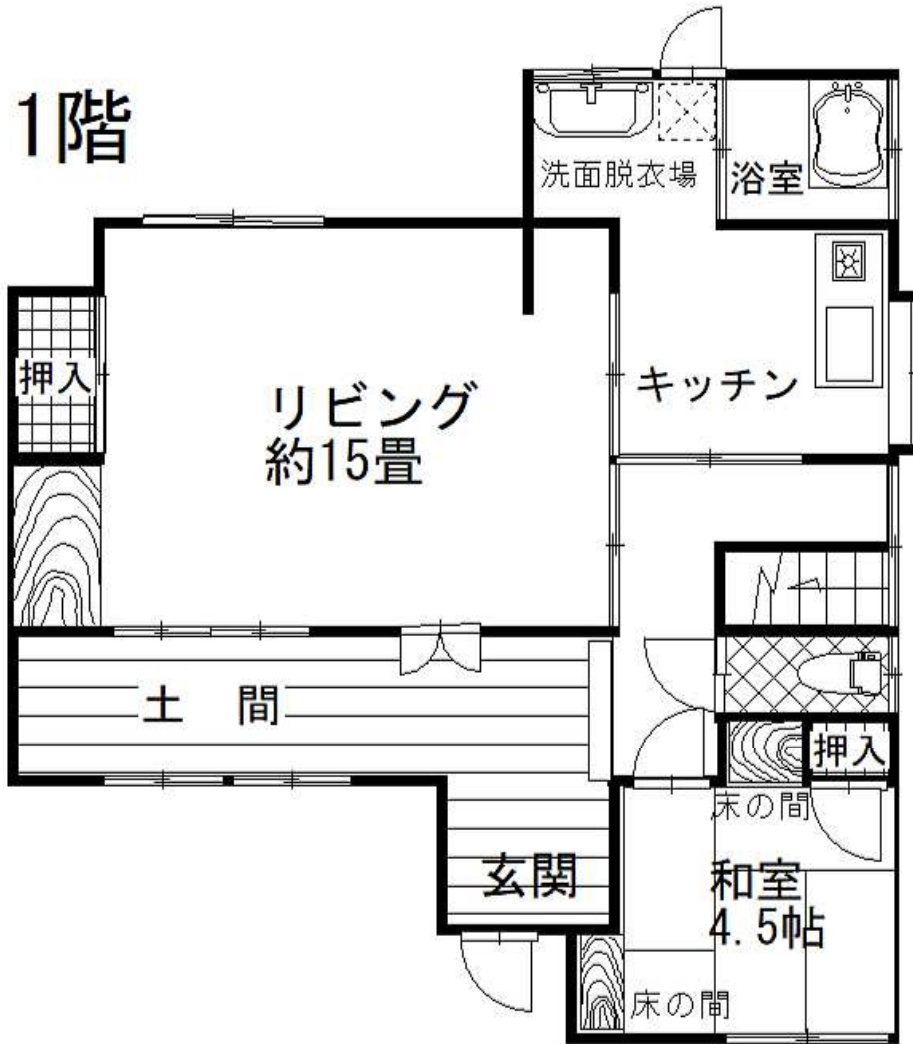 1階
洗面脱衣場
浴室
押入
リビング
約15畳
キッチン
土 間
押入
床の間
玄関
和室
4.5帖
床の間